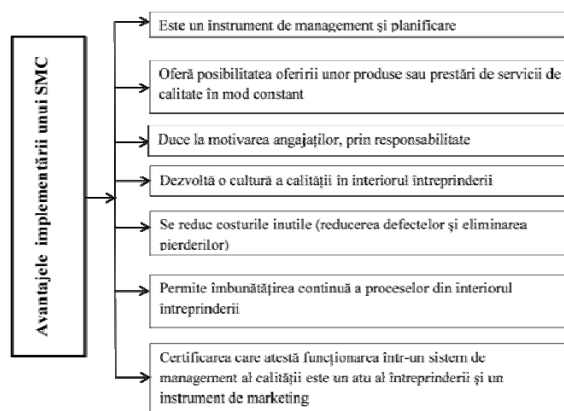 Avantajele implementării unui SMC
Este un instrument de management și planificare
Oferă posibilitatea oferirii unor produse sau prestări de servicii de
calitate în mod constant
Duce la motivarea angajaților, prin responsabilitate
Dezvoltă o cultură a calității în interiorul întreprinderii
Se reduc costurile inutile (reducerea defectelor și eliminarea
pierderilor)
Permite îmbunătățirea continuă a proceselor din interiorul
întreprinderii
Certificarea care atestă funcționarea într-un sistem de
management al calității este un atu al întreprinderii și un
instrument de marketing